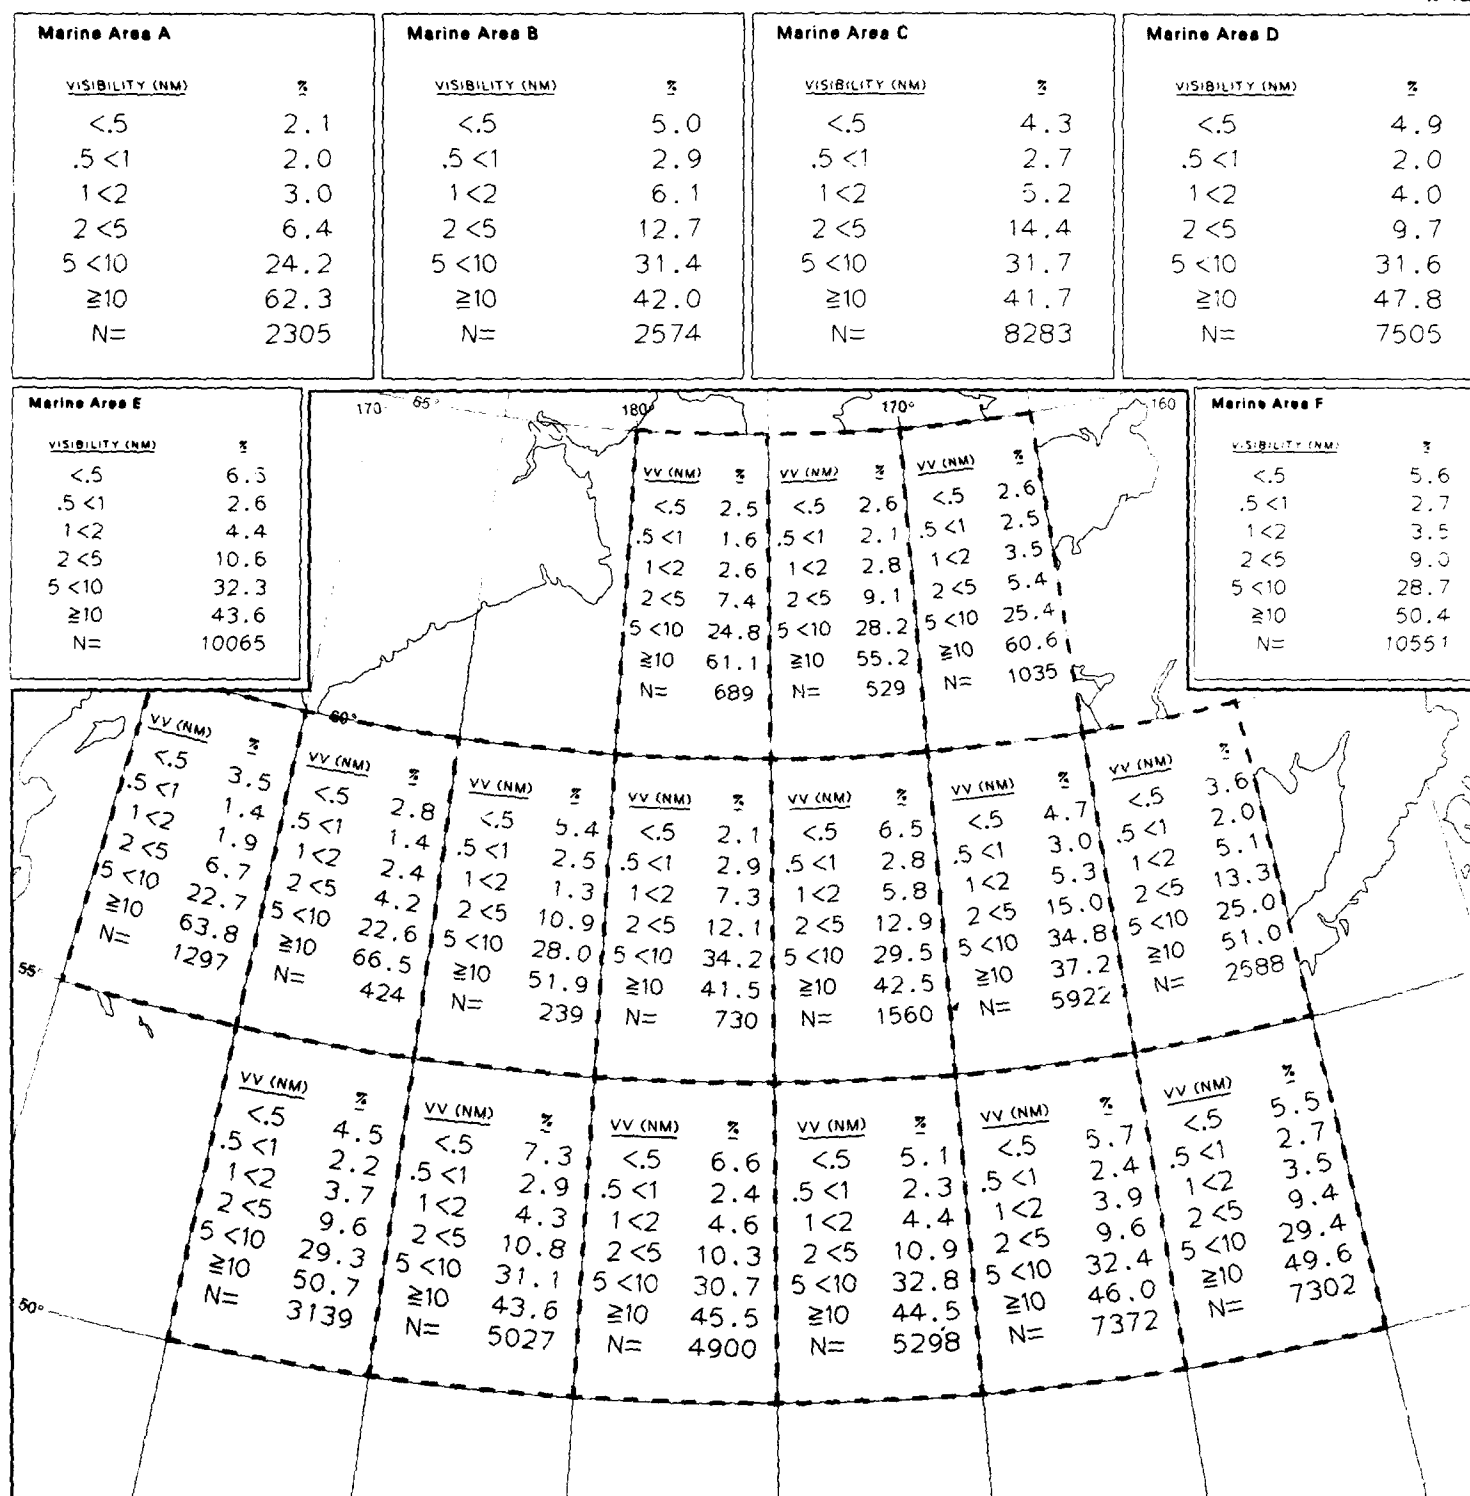 Marine Area A
VISIBILITY (NM) %
<.5 2.1
.5 <1 2.0
1 <2 3.0
2 <5 6.4
5 <10 24.2
≧10 62.3
N= 2305
Marine Area B
VISIBILITY (NM) %
<.5 5.0
.5 <1 2.9
1 <2 6.1
2 <5 12.7
5 <10 31.4
≧10 42.0
N= 2574
Marine Area C
VISIBILITY (NM) %
<.5 4.3
.5 <1 2.7
1 <2 5.2
2 <5 14.4
5 <10 31.7
≧10 41.7
N= 8283
Marine Area D
VISIBILITY (NM) %
<.5 4.9
.5 <1 2.0
1 <2 4.0
2 <5 9.7
5 <10 31.6
≧10 47.8
N= 7505
Marine Area E
VISIBILITY (NM) %
<.5 6.3
.5 <1 2.6
1 <2 4.4
2 <5 10.6
5 <10 32.3
≧10 43.6
N= 10065
170 65° 180° 170° 160
Marine Area F
VISIBILITY (NM) %
<.5 5.6
.5 <1 2.7
1 <2 3.5
2 <5 9.0
5 <10 28.7
≧10 50.4
N= 10551
VV (NM) %
<.5 2.5
.5 <1 1.6
1 <2 2.6
2 <5 7.4
5 <10 24.8
≧10 61.1
N= 689
VV (NM) %
<.5 2.6
.5 <1 2.1
1 <2 2.8
2 <5 9.1
5 <10 28.2
≧10 55.2
N= 529
VV (NM) %
<.5 2.6
.5 <1 2.5
1 <2 3.5
2 <5 5.4
5 <10 25.4
≧10 60.6
N= 1035
60°
VV (NM) %
<.5 3.5
.5 <1 1.4
1 <2 1.9
2 <5 6.7
5 <10 22.7
≧10 63.8
N= 1297
VV (NM) %
<.5 2.8
.5 <1 1.4
1 <2 2.4
2 <5 4.2
5 <10 22.6
≧10 66.5
N= 424
VV (NM) %
<.5 5.4
.5 <1 2.5
1 <2 1.3
2 <5 10.9
5 <10 28.0
≧10 51.9
N= 239
VV (NM) %
<.5 2.1
.5 <1 2.9
1 <2 7.3
2 <5 12.1
5 <10 34.2
≧10 41.5
N= 730
VV (NM) %
<.5 6.5
.5 <1 2.8
1 <2 5.8
2 <5 12.9
5 <10 29.5
≧10 42.5
N= 1560
VV (NM) %
<.5 4.7
.5 <1 3.0
1 <2 5.3
2 <5 15.0
5 <10 34.8
≧10 37.2
N= 5922
VV (NM) %
<.5 3.6
.5 <1 2.0
1 <2 5.1
2 <5 13.3
5 <10 25.0
≧10 51.0
N= 2588
55°
VV (NM) %
<.5 4.5
.5 <1 2.2
1 <2 3.7
2 <5 9.6
5 <10 29.3
≧10 50.7
N= 3139
VV (NM) %
<.5 7.3
.5 <1 2.9
1 <2 4.3
2 <5 10.8
5 <10 31.1
≧10 43.6
N= 5027
VV (NM) %
<.5 6.6
.5 <1 2.4
1 <2 4.6
2 <5 10.3
5 <10 30.7
≧10 45.5
N= 4900
VV (NM) %
<.5 5.1
.5 <1 2.3
1 <2 4.4
2 <5 10.9
5 <10 32.8
≧10 44.5
N= 5298
VV (NM) %
<.5 5.7
.5 <1 2.4
1 <2 3.9
2 <5 9.6
5 <10 32.4
≧10 46.0
N= 7372
VV (NM) %
<.5 5.5
.5 <1 2.7
1 <2 3.5
2 <5 9.4
5 <10 29.4
≧10 49.6
N= 7302
50°